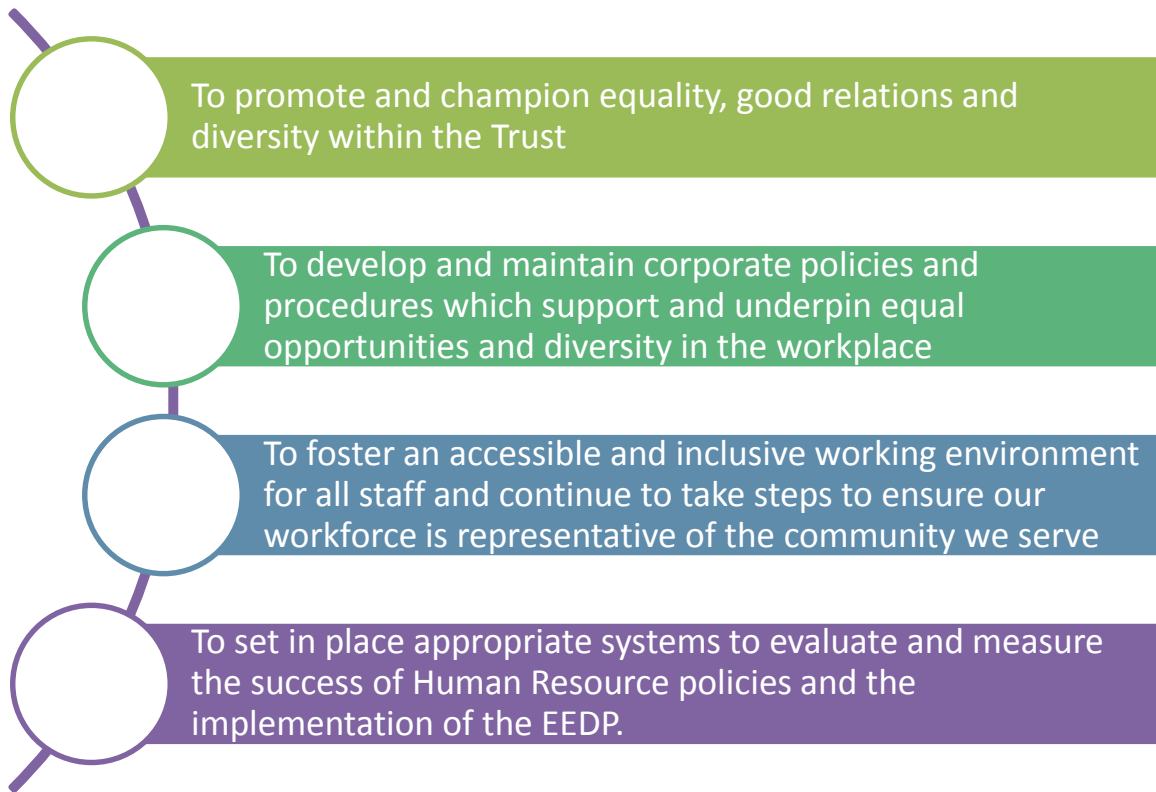 To promote and champion equality, good relations and
diversity within the Trust
To develop and maintain corporate policies and
procedures which support and underpin equal
opportunities and diversity in the workplace
To foster an accessible and inclusive working environment
for all staff and continue to take steps to ensure our
workforce is representative of the community we serve
To set in place appropriate systems to evaluate and measure
the success of Human Resource policies and the
implementation of the EEDP.